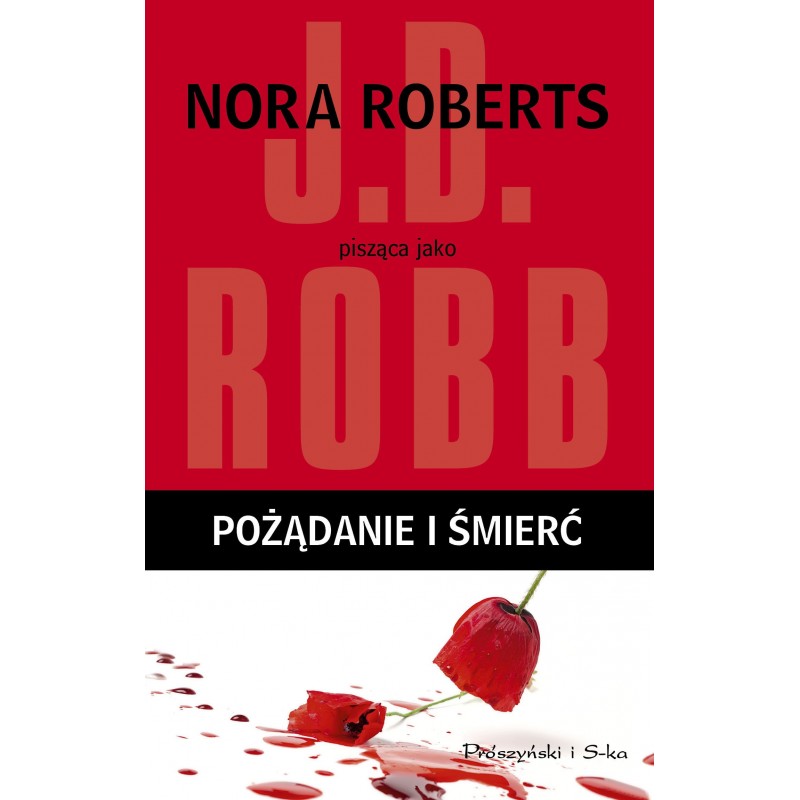 J.D.
NORA ROBERTS
pisząca jako
ROBB
POŻĄDANIE I ŚMIERĆ
Prószyński i S-ka